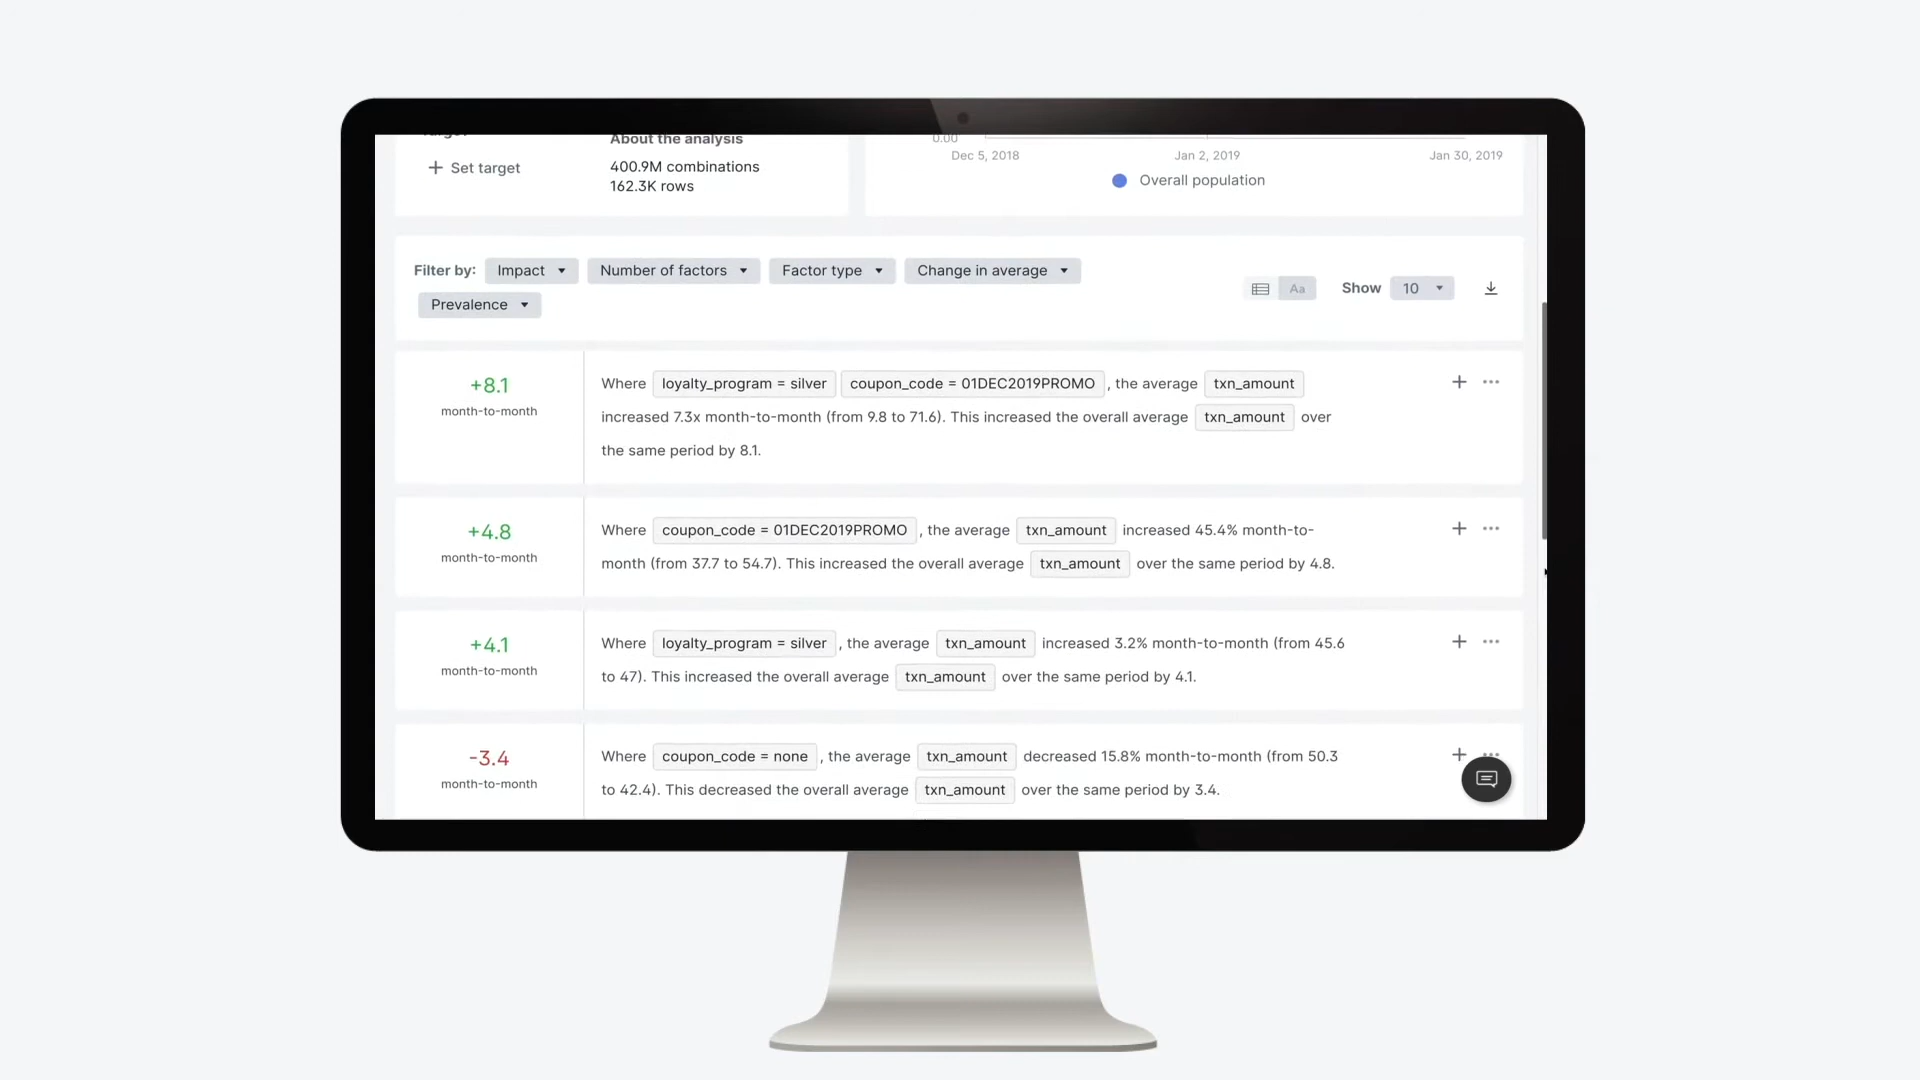 Target
About the analysis
Set target
400.9M combinations
162.3K rows
0.00
Dec 5, 2018
Jan 2, 2019
Jan 30, 2019
Overall population
Filter by:
Impact
Number of factors
Factor type
Change in average
Prevalence
Aa
Show
10
+8.1
month-to-month
Where loyalty_program = silver coupon_code = 01DEC2019PROMO , the average txn_amount
increased 7.3x month-to-month (from 9.8 to 71.6). This increased the overall average txn_amount over
the same period by 8.1.
+4.8
month-to-month
Where coupon_code = 01DEC2019PROMO , the average txn_amount increased 45.4% month-to-
month (from 37.7 to 54.7). This increased the overall average txn_amount over the same period by 4.8.
+4.1
month-to-month
Where loyalty_program = silver , the average txn_amount increased 3.2% month-to-month (from 45.6
to 47). This increased the overall average txn_amount over the same period by 4.1.
-3.4
month-to-month
Where coupon_code = none , the average txn_amount decreased 15.8% month-to-month (from 50.3
to 42.4). This decreased the overall average txn_amount over the same period by 3.4.